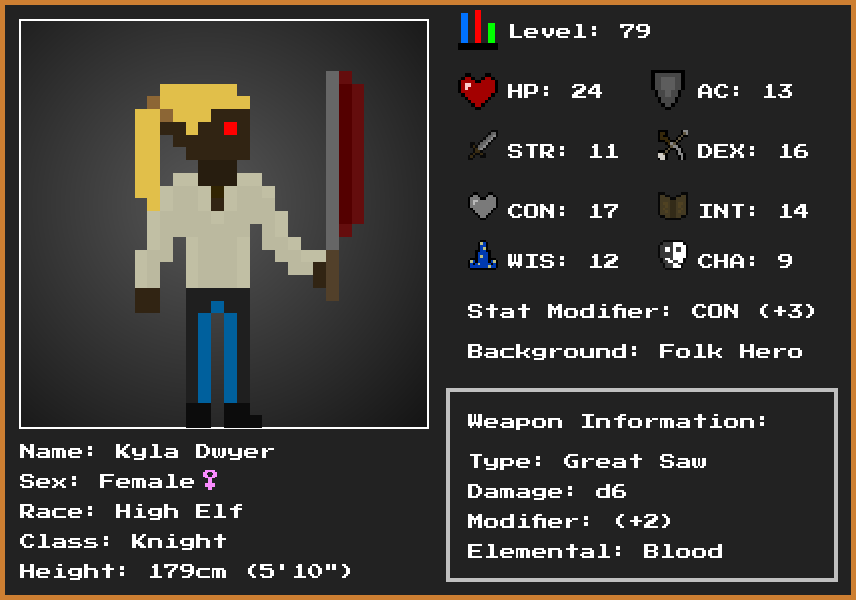 Level: 79
HP: 24
AC: 13
STR: 11
DEX: 16
CON: 17
INT: 14
WIS: 12
CHA: 9
Stat Modifier: CON (+3)
Background: Folk Hero
Weapon Information:
Type: Great Saw
Damage: d6
Modifier: (+2)
Elemental: Blood
Name: Kyla Dwyer
Sex: Female♀
Race: High Elf
Class: Knight
Height: 179cm (5'10")